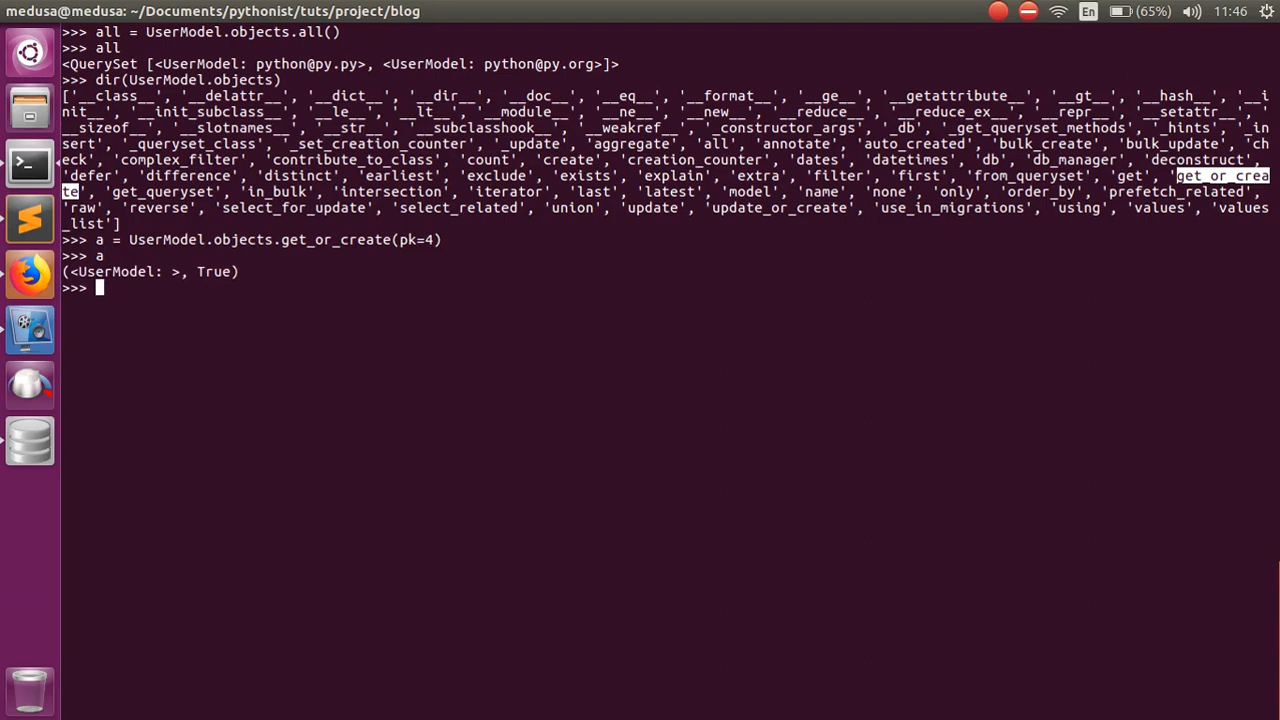 medusa@medusa: ~/Documents/pythonist/tuts/project/blog En (65%) 11:46
>>> all = UserModel.objects.all()
>>> all
<QuerySet [<UserModel: python@py.py>, <UserModel: python@py.org>]>
>>> dir(UserModel.objects)
['__class__', '__delattr__', '__dict__', '__dir__', '__doc__', '__eq__', '__format__', '__ge__', '__getattribute__', '__gt__', '__hash__', '__i
nit__', '__init_subclass__', '__le__', '__lt__', '__module__', '__ne__', '__new__', '__reduce__', '__reduce_ex__', '__repr__', '__setattr__', '
__sizeof__', '__slotnames__', '__str__', '__subclasshook__', '__weakref__', '_constructor_args', '_db', '_get_queryset_methods', '_hints', '_in
sert', '_queryset_class', '_set_creation_counter', '_update', 'aggregate', 'all', 'annotate', 'auto_created', 'bulk_create', 'bulk_update', 'ch
eck', 'complex_filter', 'contribute_to_class', 'count', 'create', 'creation_counter', 'dates', 'datetimes', 'db', 'db_manager', 'deconstruct', 
'defer', 'difference', 'distinct', 'earliest', 'exclude', 'exists', 'explain', 'extra', 'filter', 'first', 'from_queryset', 'get', 'get_or_crea
te', 'get_queryset', 'in_bulk', 'intersection', 'iterator', 'last', 'latest', 'model', 'name', 'none', 'only', 'order_by', 'prefetch_related', 
'raw', 'reverse', 'select_for_update', 'select_related', 'union', 'update', 'update_or_create', 'use_in_migrations', 'using', 'values', 'values
_list']
>>> a = UserModel.objects.get_or_create(pk=4)
>>> a
(<UserModel: >, True)
>>>